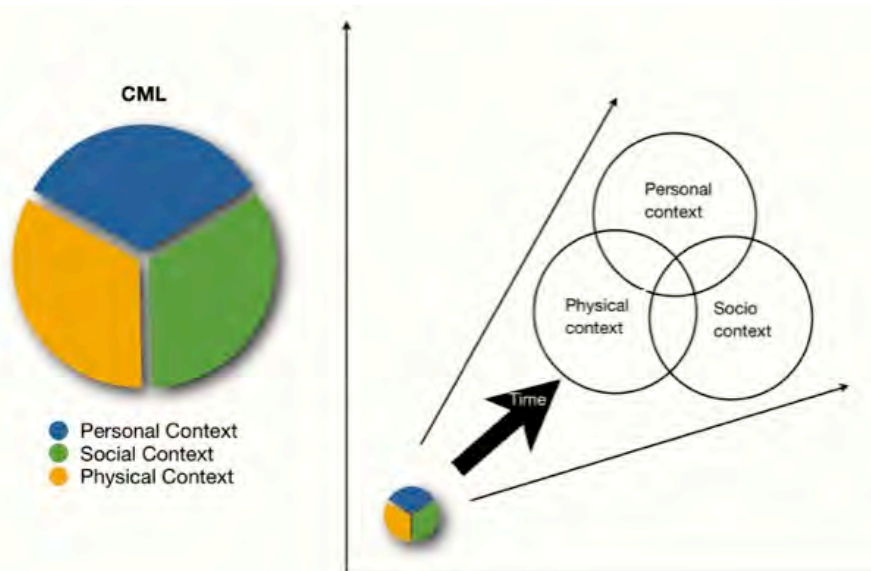 CML
Personal Context
Social Context
Physical Context
Personal
context
Physical
context
Socio
context
Time